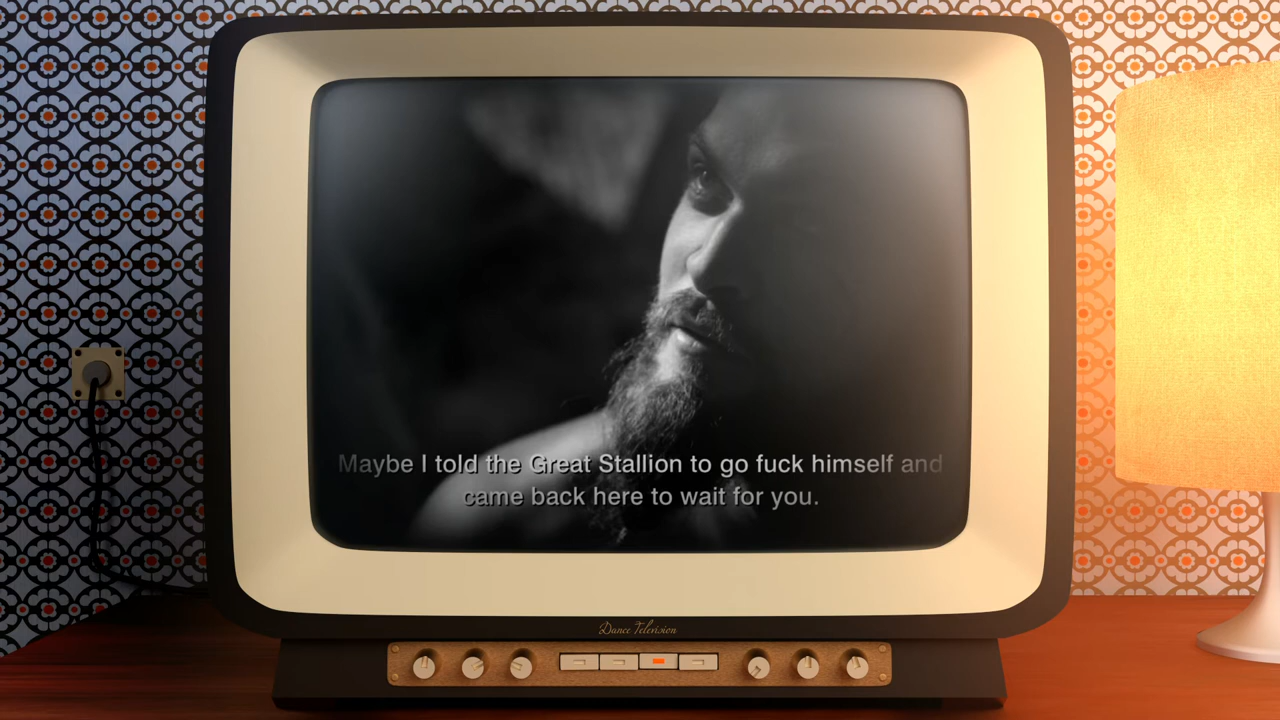 Maybe I told the Great Stallion to go fuck himself and
came back here to wait for you.
Dance Television